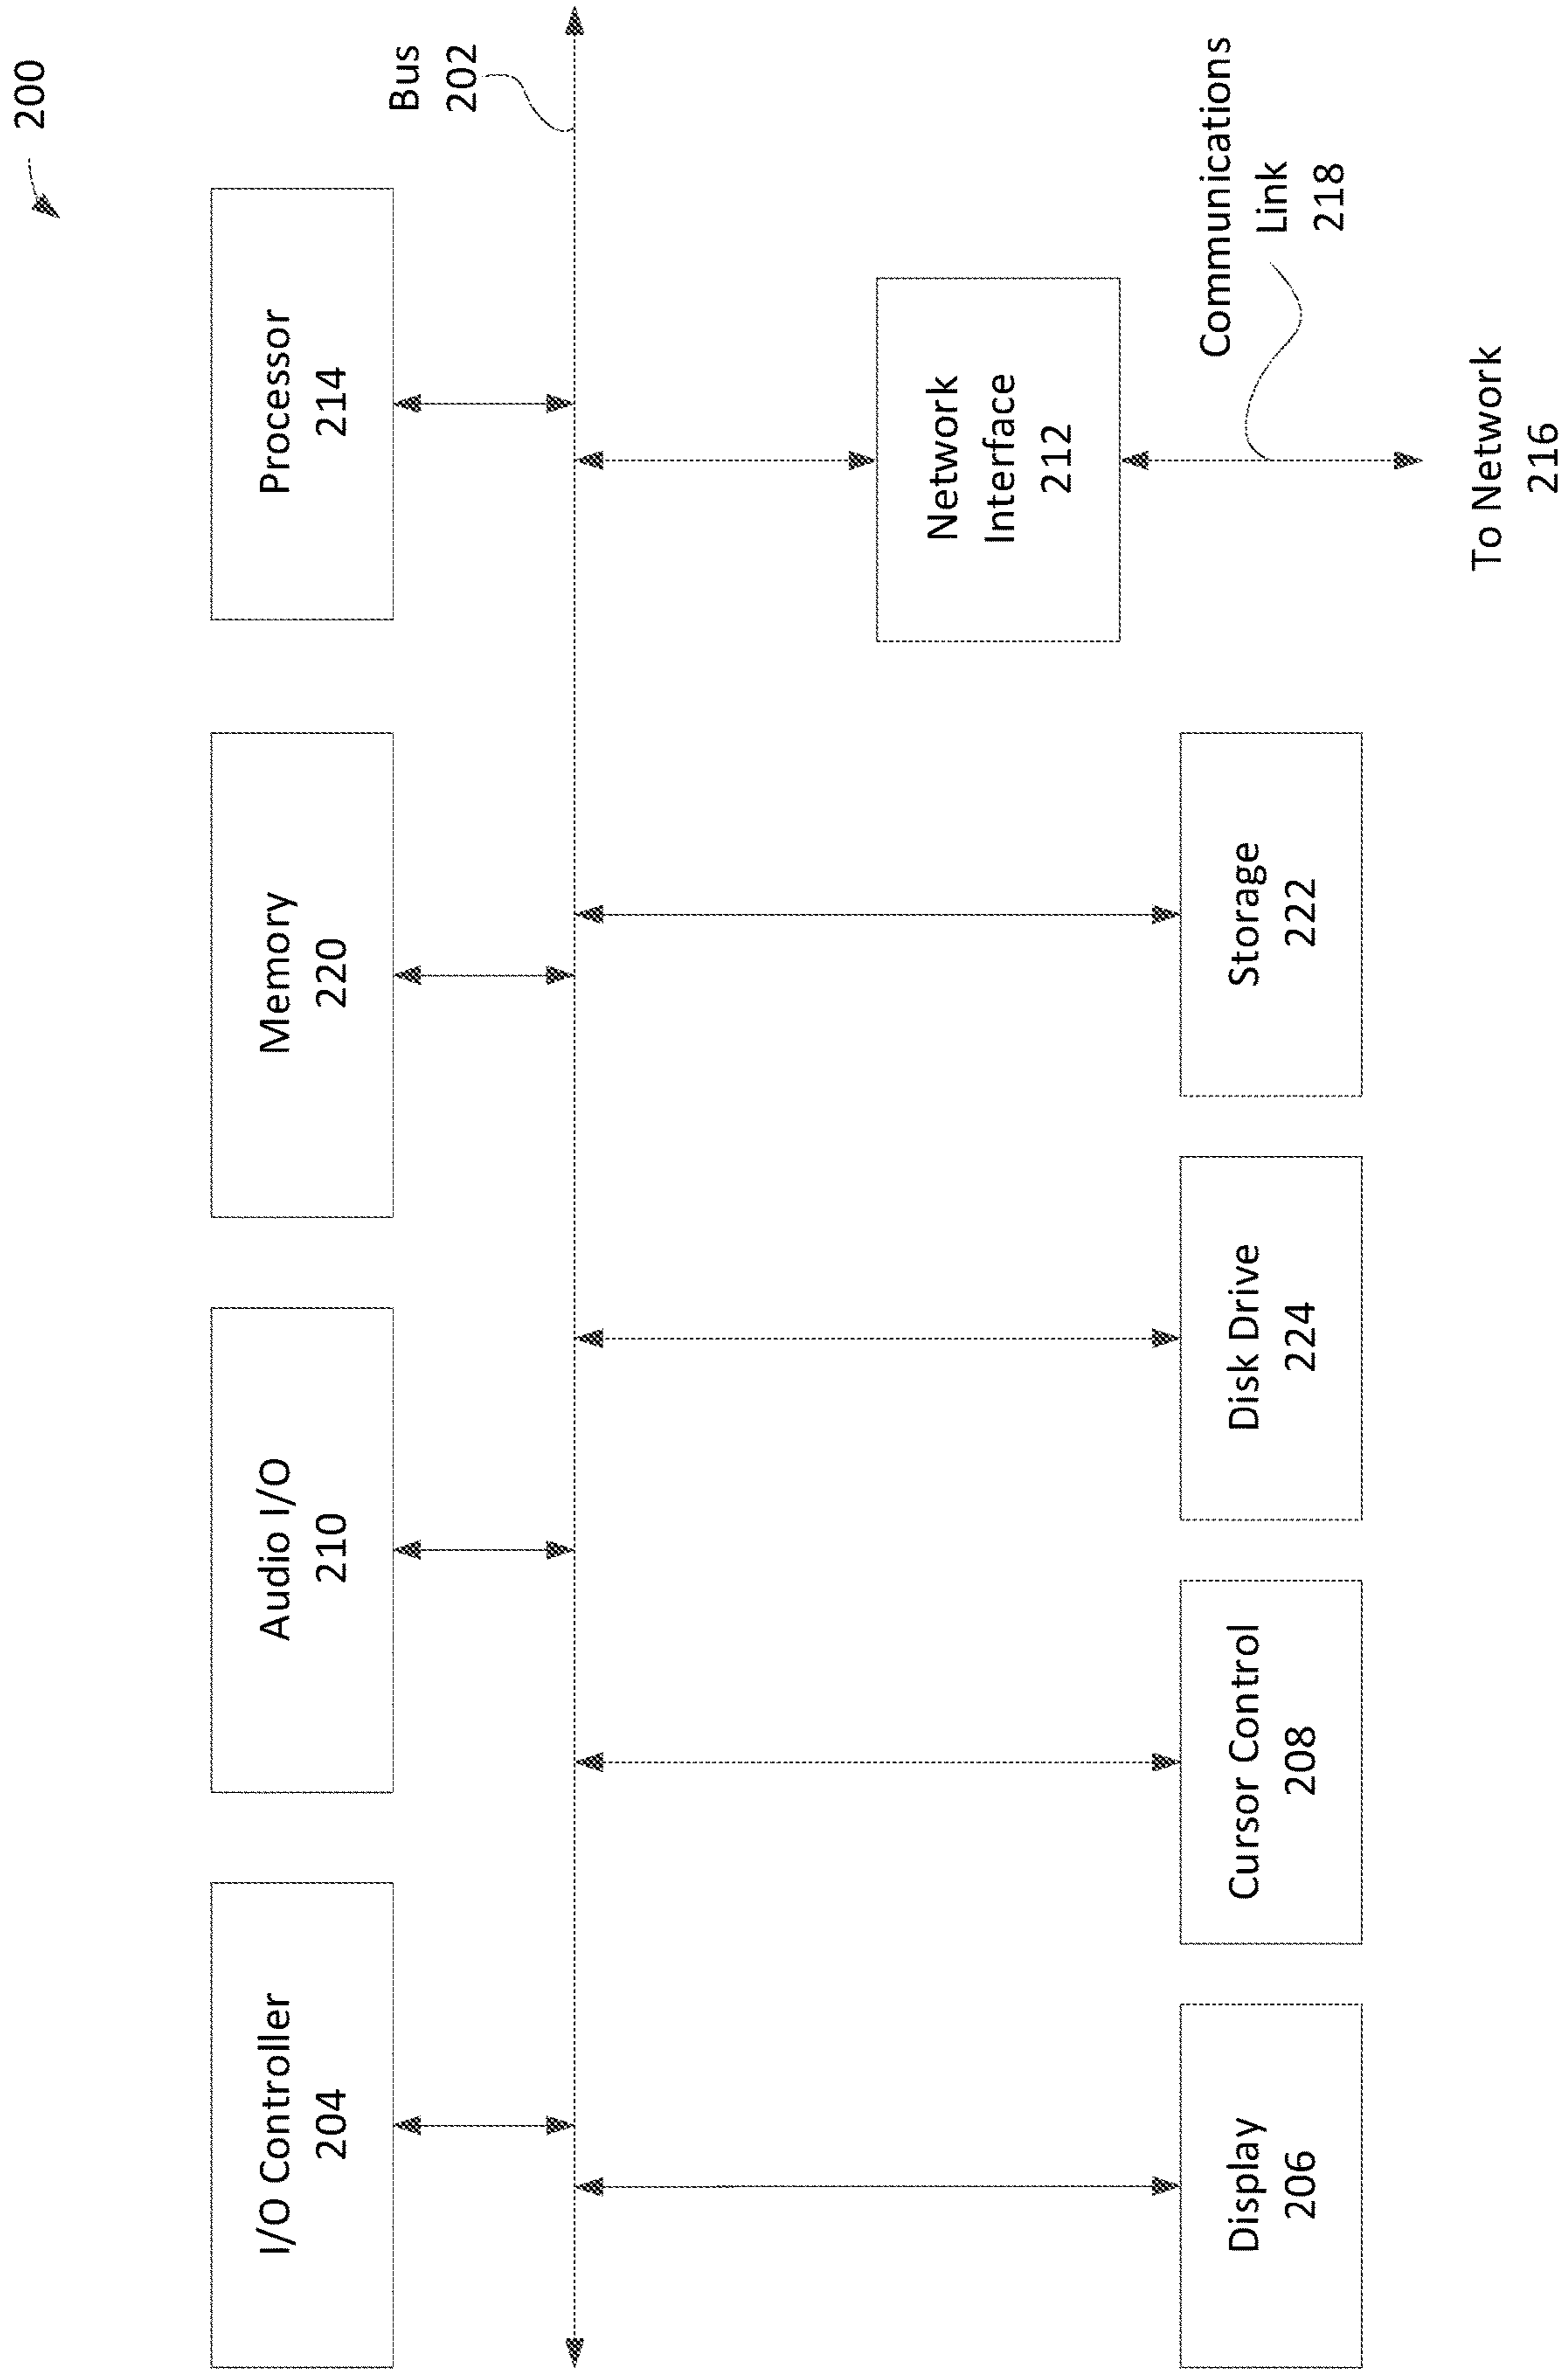 200
I/O Controller
204
Audio I/O
210
Memory
220
Processor
214
Bus
202
Network
Interface
212
Communications
Link
218
To Network
216
Display
206
Cursor Control
208
Disk Drive
224
Storage
222